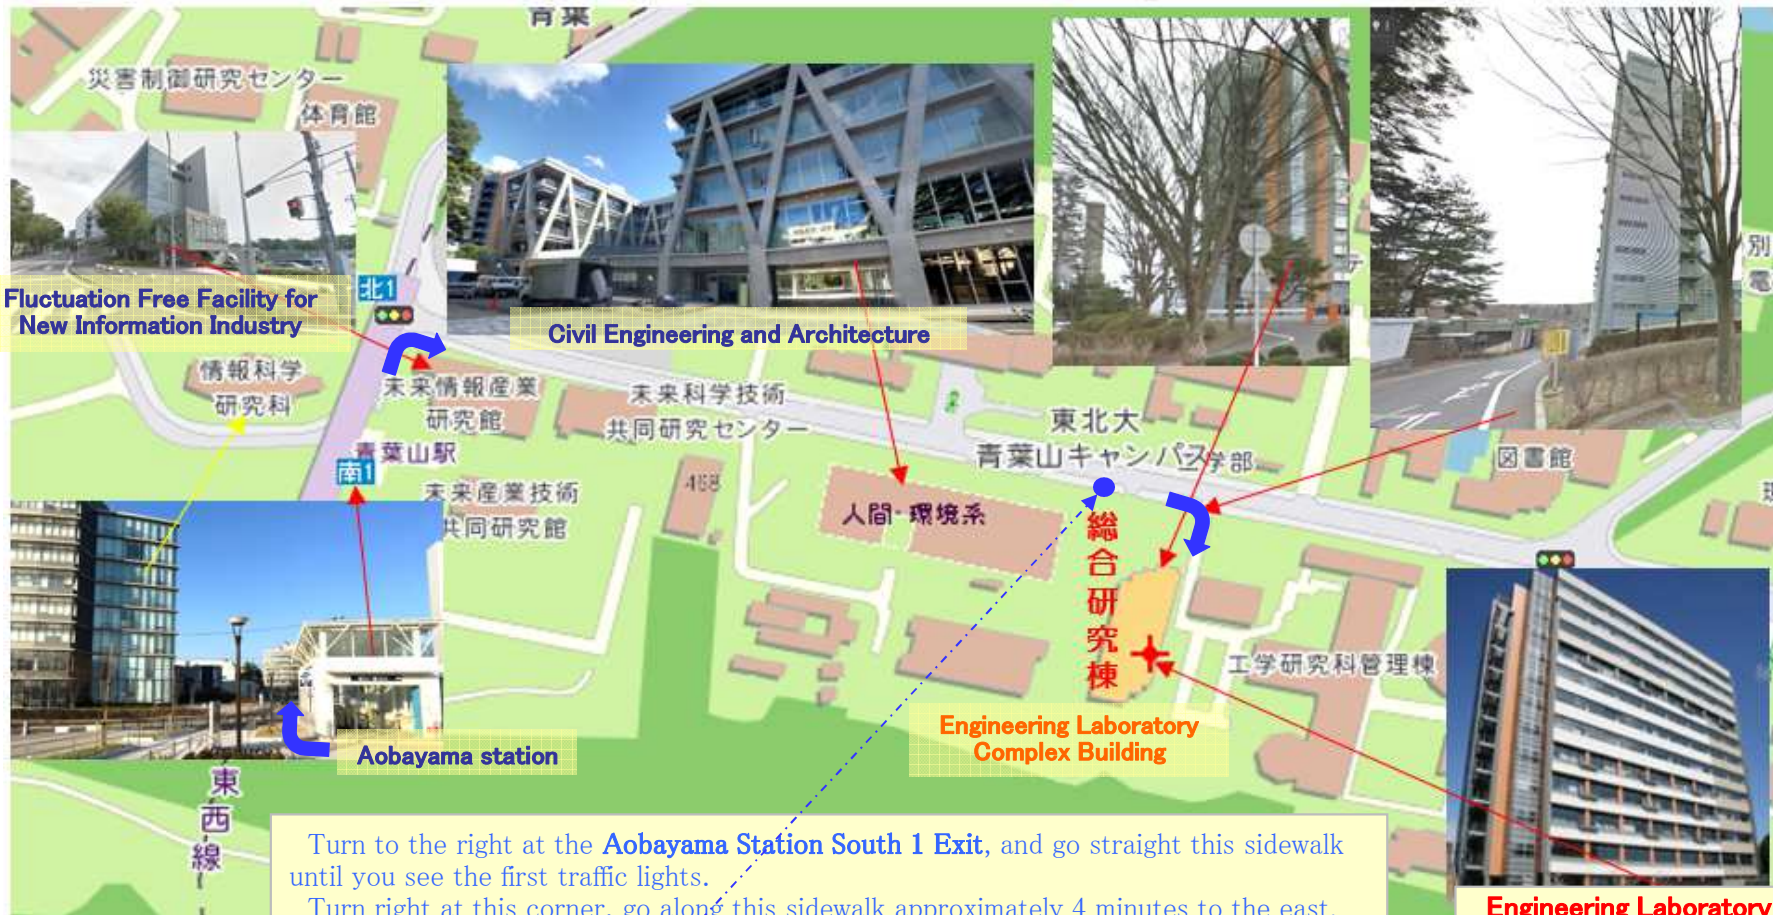 青葉
災害制御研究センター
体育館
北1
Fluctuation Free Facility for
New Information Industry
Civil Engineering and Architecture
別
情報科学
研究科
未来情報産業
研究館
未来科学技術
共同研究センター
東北大
青葉山キャンパス
工学部
図書館
青葉山駅
南1
468
未来産業技術
共同研究館
人間・環境系
総合研究棟
工学研究科管理棟
Engineering Laboratory
Complex Building
Aobayama station
東西線
Turn to the right at the Aobayama Station South 1 Exit, and go straight this sidewalk
until you see the first traffic lights.
Turn right at this corner, go along this sidewalk approximately 4 minutes to the east.
Engineering Laboratory